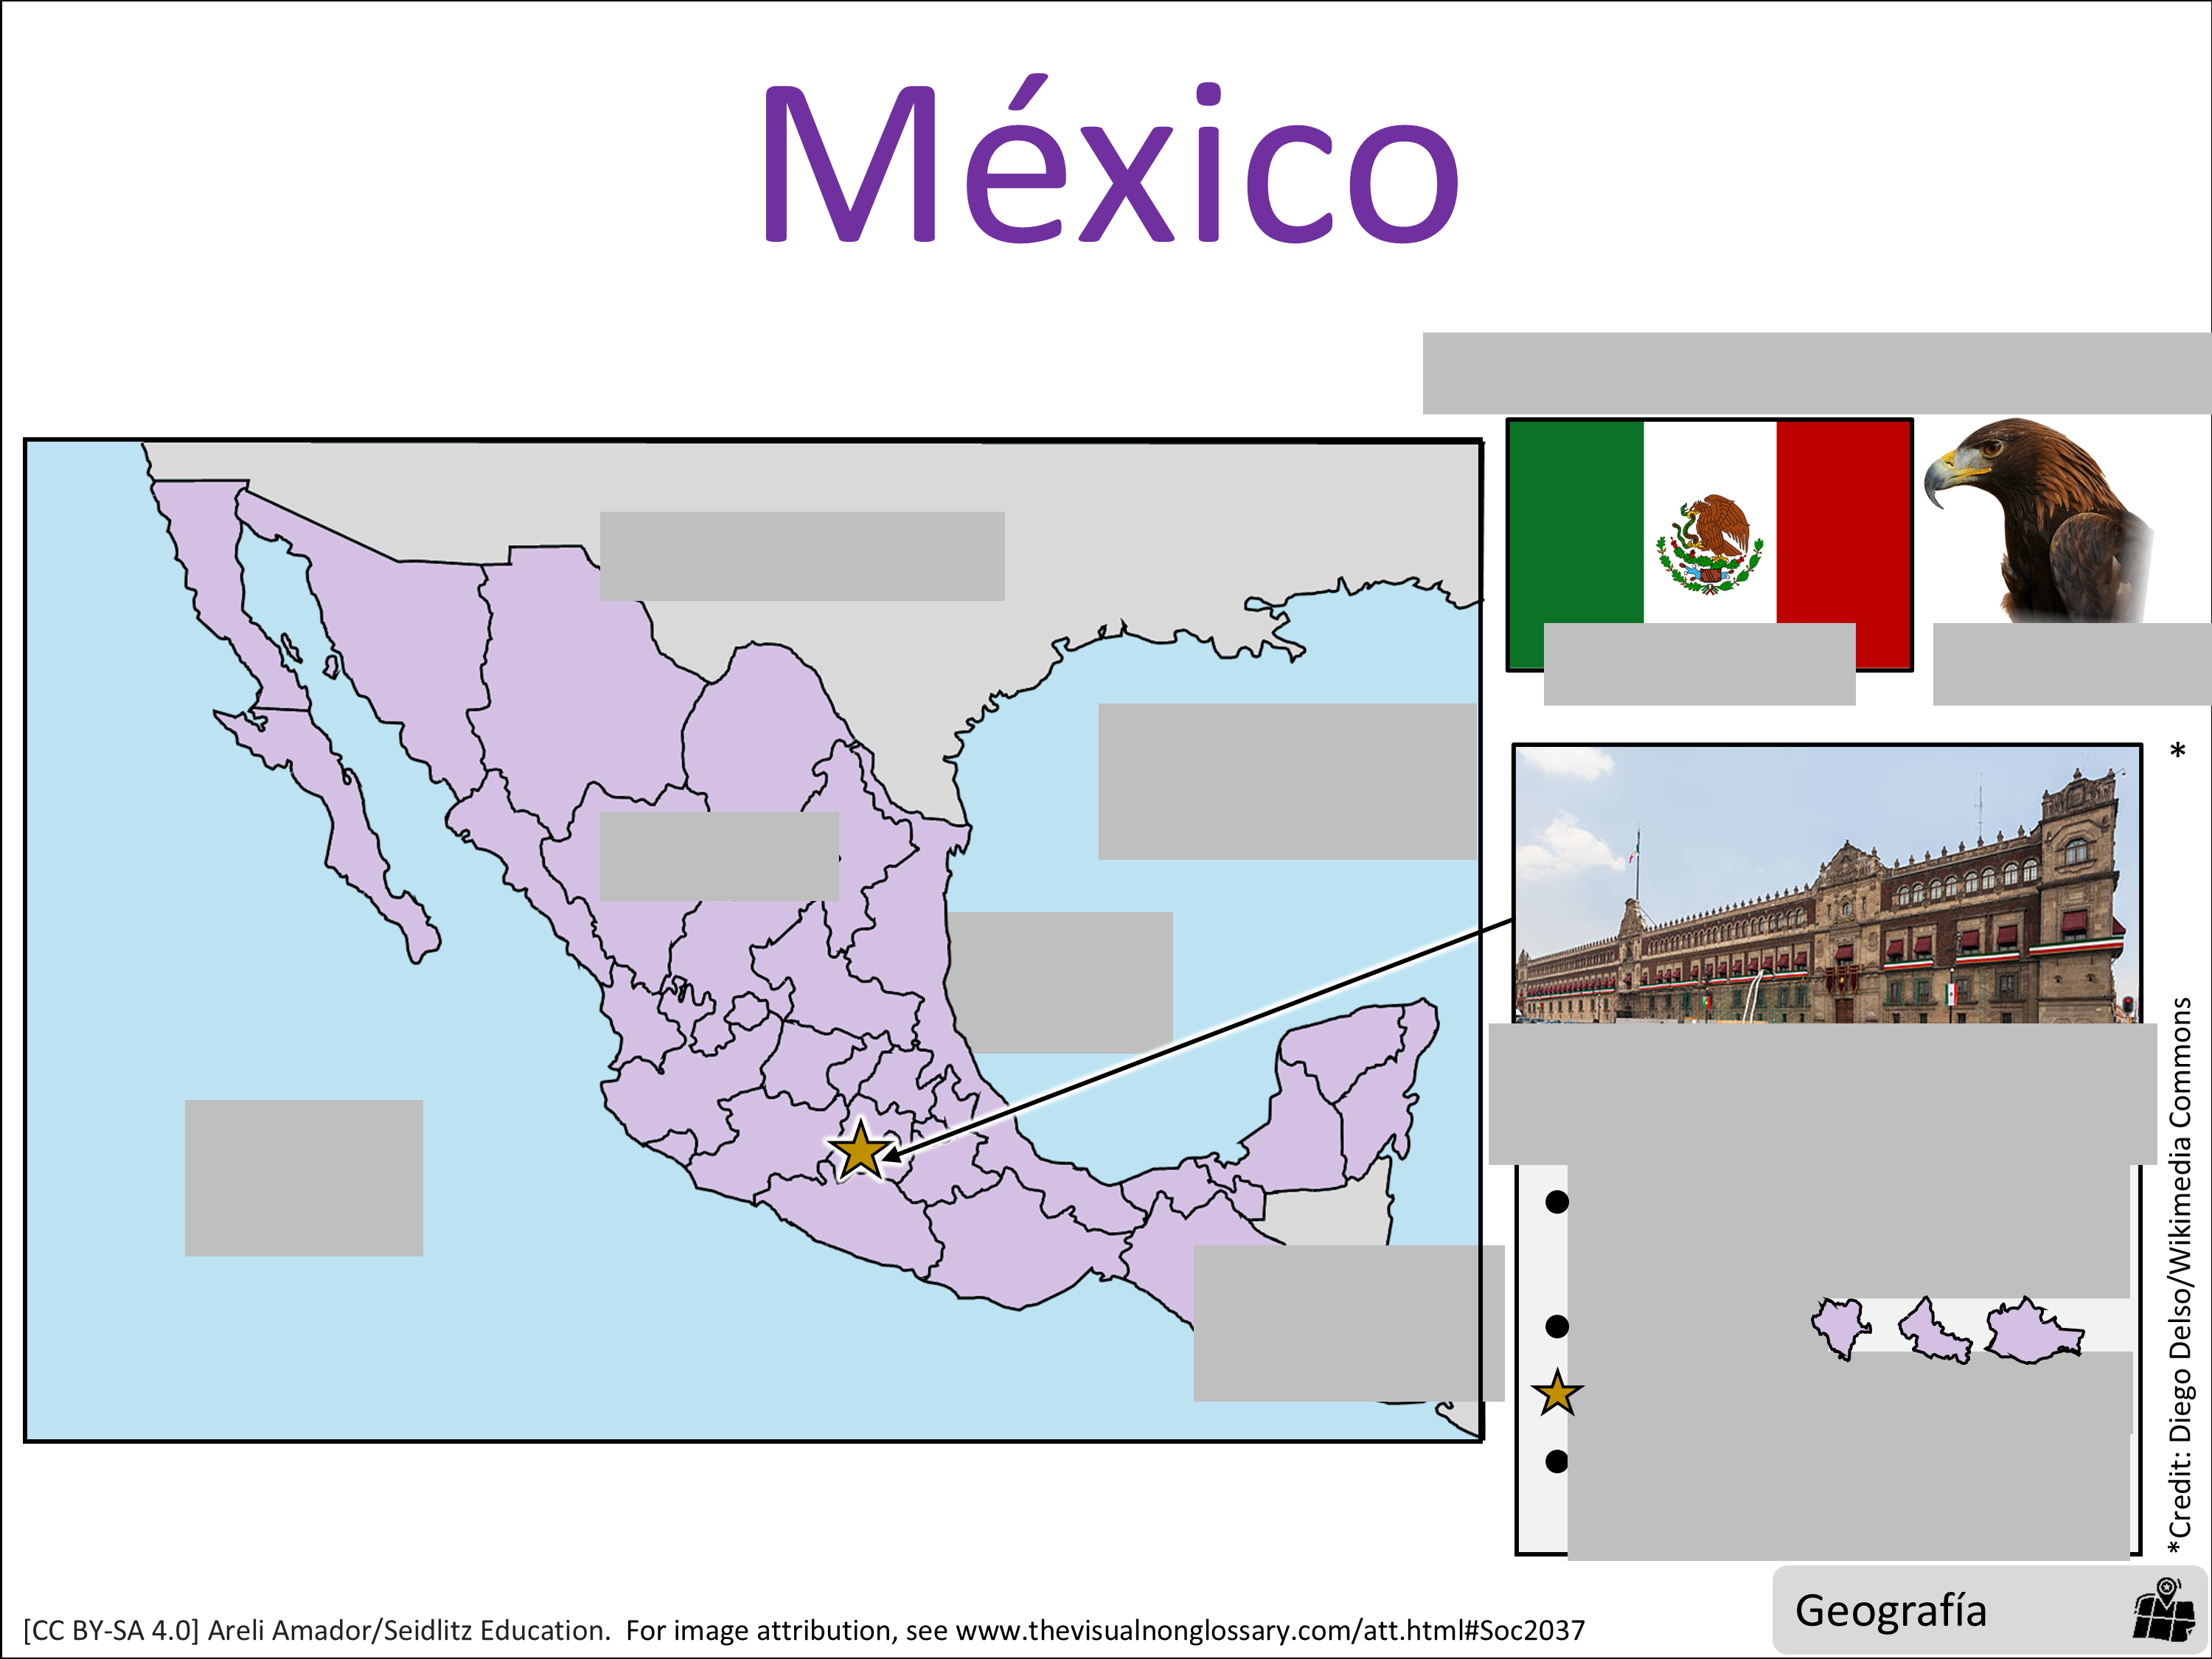 México
*
*Credit: Diego Delso/Wikimedia Commons
Geografía
[CC BY-SA 4.0] Areli Amador/Seidlitz Education.  For image attribution, see www.thevisualnonglossary.com/att.html#Soc2037